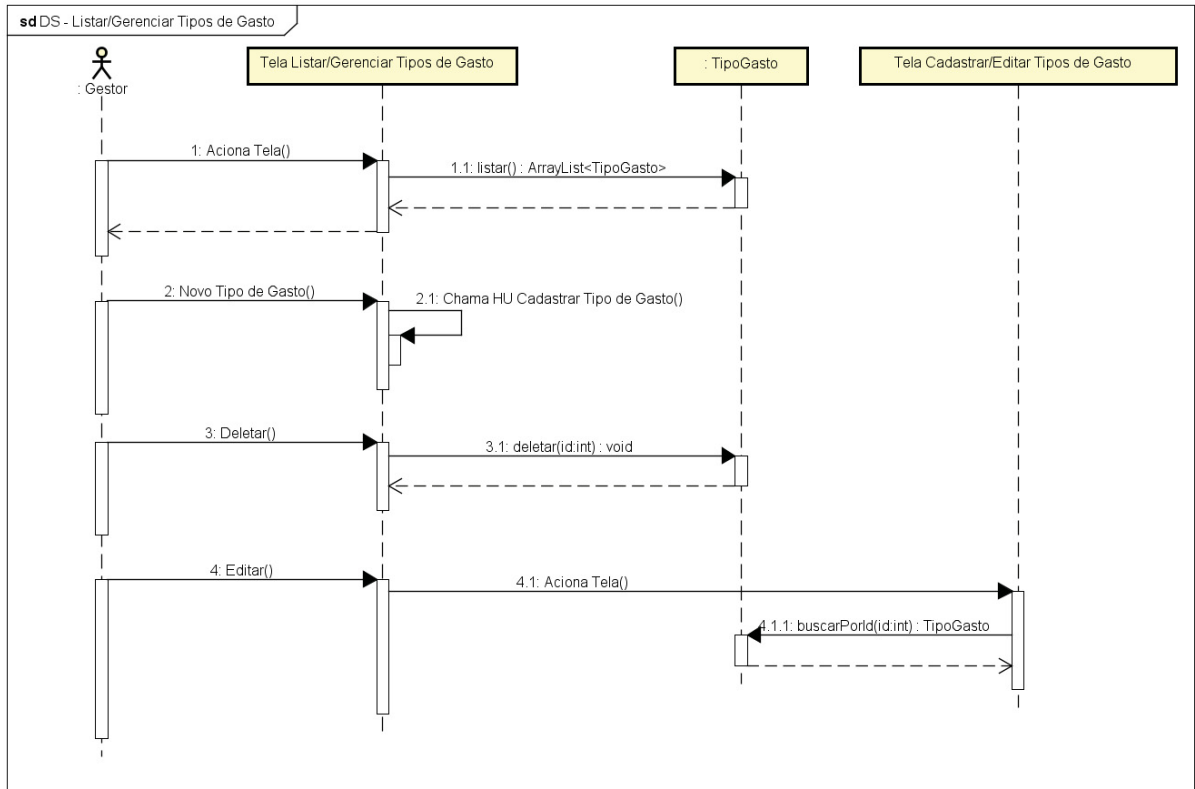 sd DS - Listar/Gerenciar Tipos de Gasto
: Gestor
Tela Listar/Gerenciar Tipos de Gasto
: TipoGasto
Tela Cadastrar/Editar Tipos de Gasto
1: Aciona Tela()
1.1: listar() : ArrayList<TipoGasto>
2: Novo Tipo de Gasto()
2.1: Chama HU Cadastrar Tipo de Gasto()
3: Deletar()
3.1: deletar(id:int) : void
4: Editar()
4.1: Aciona Tela()
4.1.1: buscarPorId(id:int) : TipoGasto